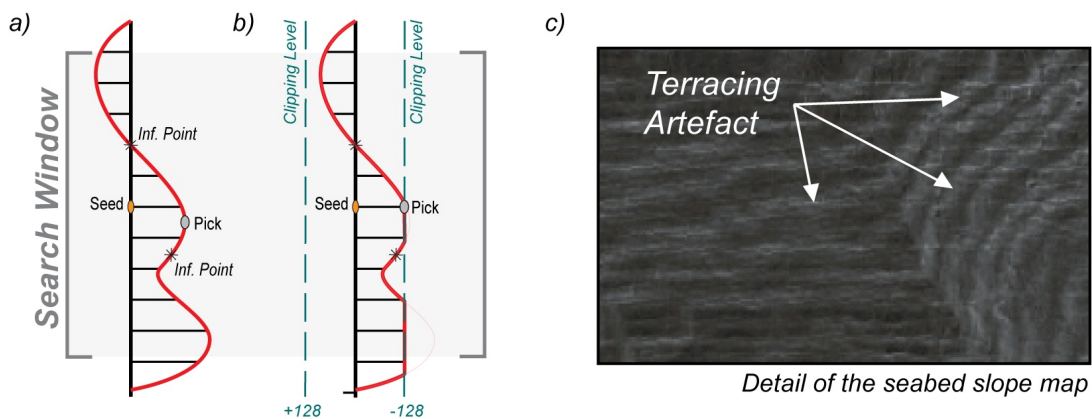 a)
Search Window
Inf. Point
Seed
Pick
Inf. Point
b)
Clipping Level
Clipping Level
Seed
Pick
+128
-128
c)
Terracing
Artefact
Detail of the seabed slope map